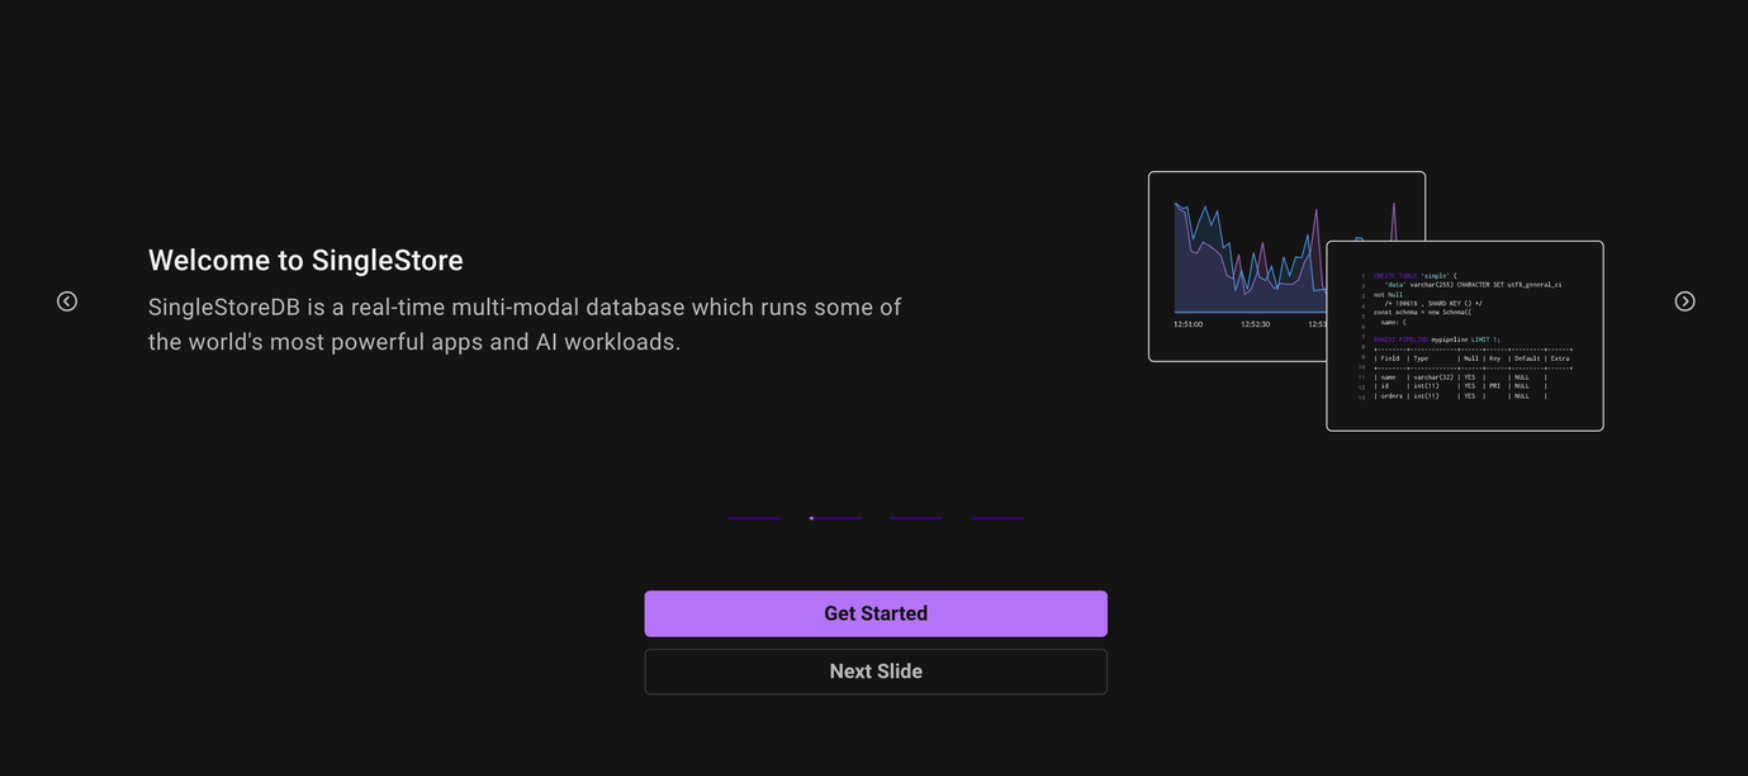 Welcome to SingleStore
SingleStoreDB is a real-time multi-modal database which runs some of
the world's most powerful apps and AI workloads.
12:51:00 12:52:30 12:53
1 CREATE TABLE 'simple' (
2 'data' varchar(255) CHARACTER SET utf8_general_ci
3 not Null
4 /* !90618 , SHARD KEY () */
5 const schema = new Schema({
6 name: {
7 PIPELINE mypipeline LIMIT 1;
8
9 | Field | Type | Null | Key | Default | Extra
10
11 | name | varchar(32) | YES | | NULL |
12 | id | int(11) | YES | PRI | NULL |
13 | orders | int(11) | YES | | NULL |
Get Started
Next Slide